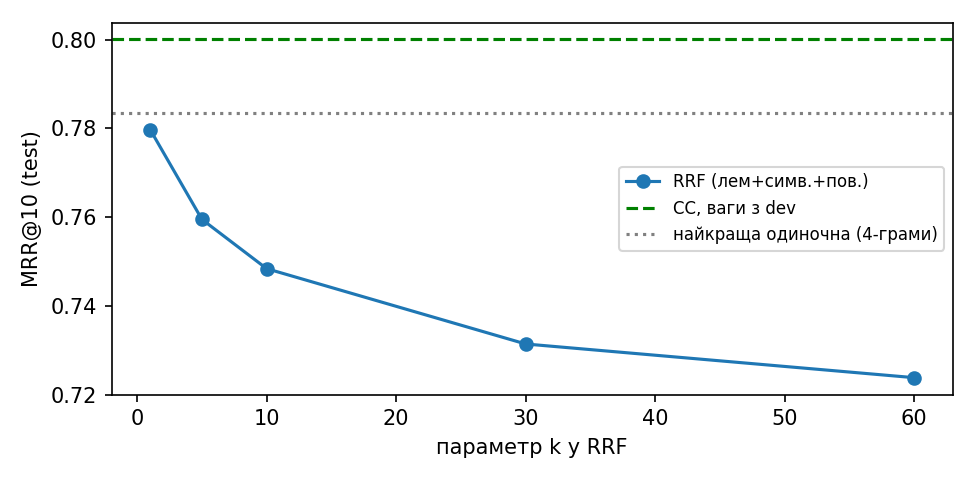 0.80
0.78
0.76
0.74
0.72
MRR@10 (test)
RRF (лем+симв.+пов.)
CC, ваги з dev
найкраща одиночна (4-грами)
0 10 20 30 40 50 60
параметр k у RRF